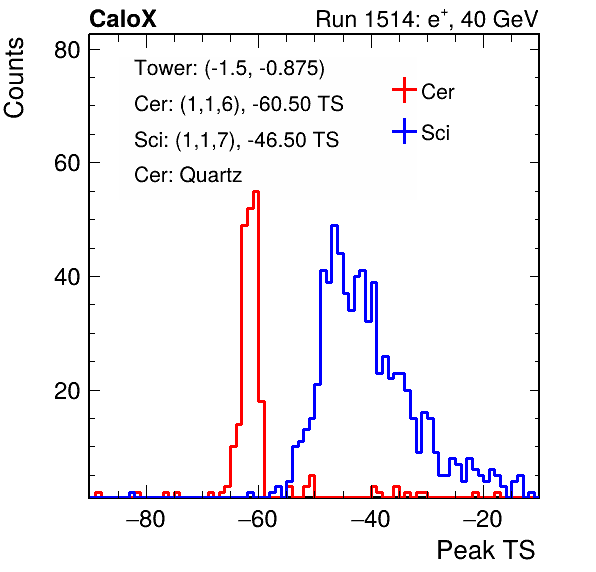 CaloX Run 1514: e⁺, 40 GeV
Counts
Tower: (-1.5, -0.875)
Cer: (1,1,6), -60.50 TS
Sci: (1,1,7), -46.50 TS
Cer: Quartz
Cer
Sci
80
60
40
20
−80 −60 −40 −20
Peak TS